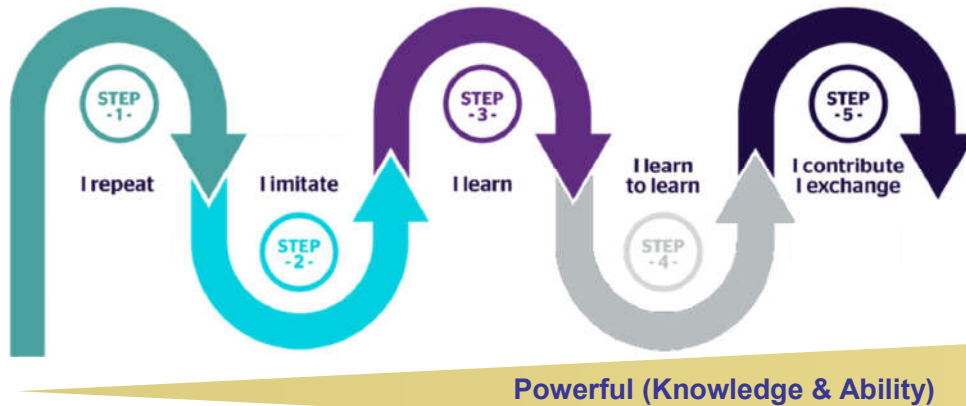 STEP
-1-
I repeat
I imitate
STEP
-2-
STEP
-3-
I learn
I learn
to learn
STEP
-4-
STEP
-5-
I contribute
I exchange
Powerful (Knowledge & Ability)